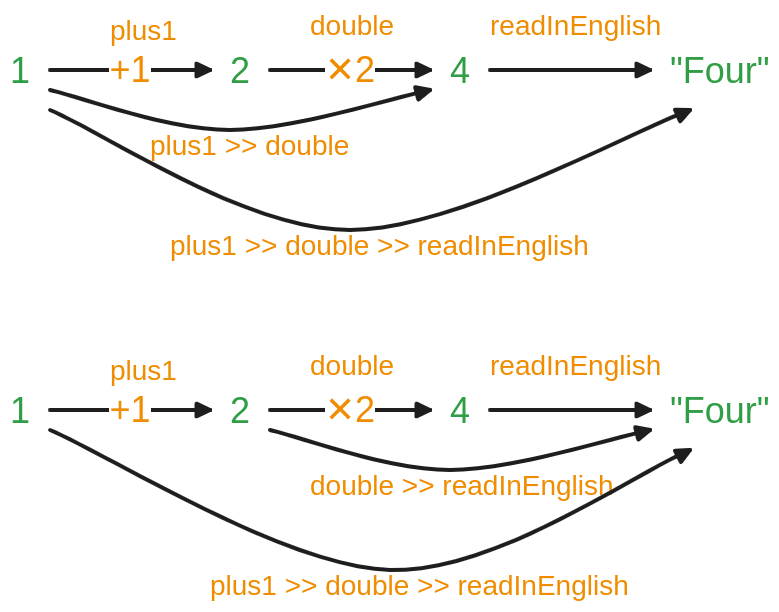 plus1 double readInEnglish
1 +1 2 ×2 4 "Four"
plus1 >> double
plus1 >> double >> readInEnglish
plus1 double readInEnglish
1 +1 2 ×2 4 "Four"
double >> readInEnglish
plus1 >> double >> readInEnglish